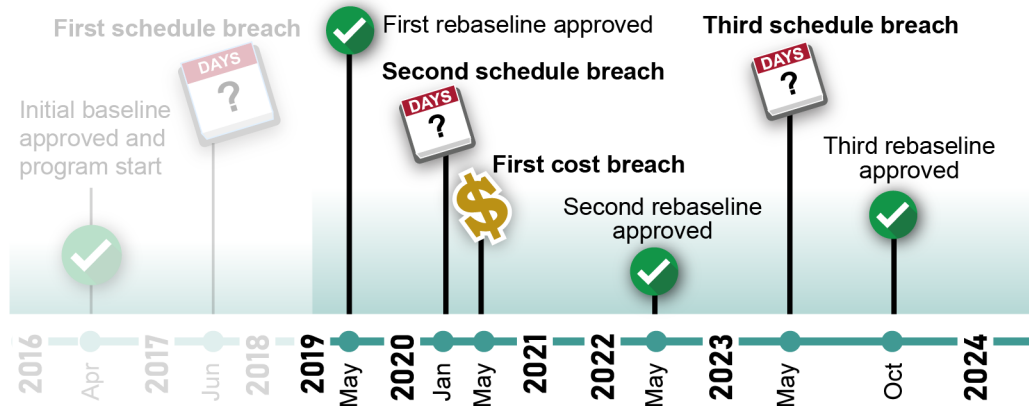 First schedule breach
DAYS
?
Initial baseline
approved and
program start
First rebaseline approved
Second schedule breach
DAYS
?
First cost breach
$
Second rebaseline
approved
Third schedule breach
DAYS
?
Third rebaseline
approved
2016
Apr
2017
Jun
2018
2019
May
2020
Jan
May
2021
2022
May
2023
May
Oct
2024